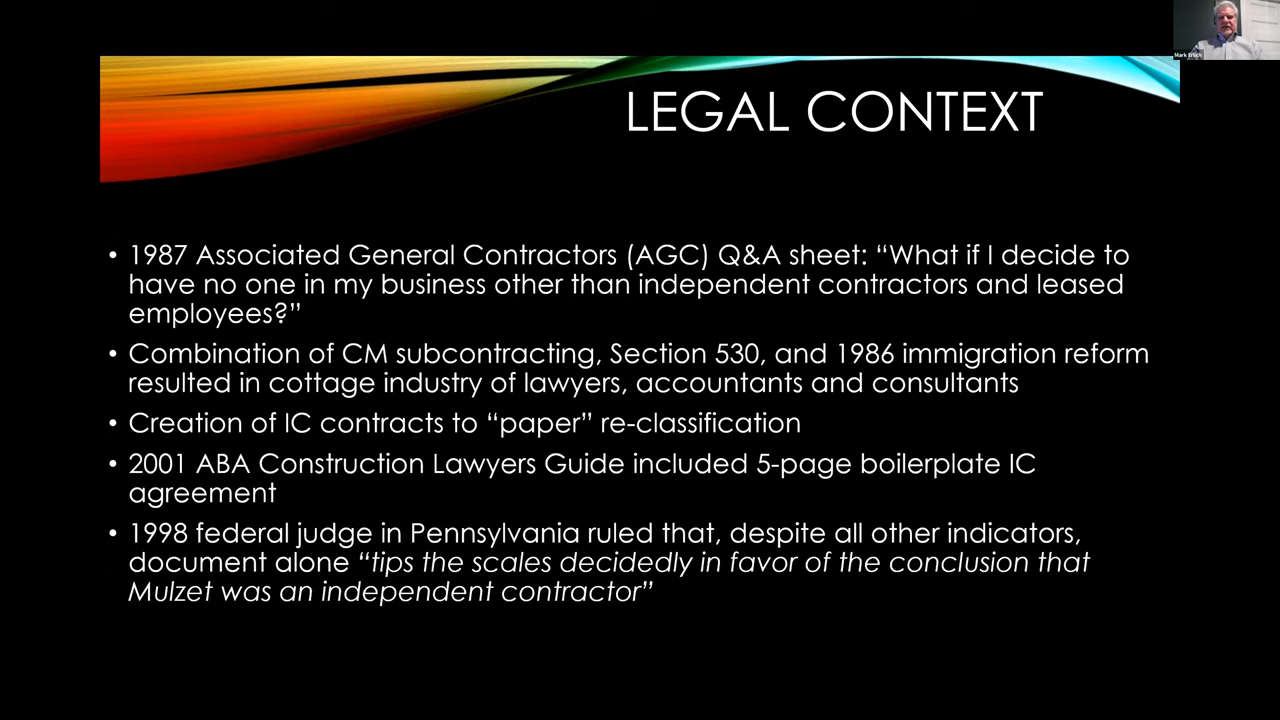 Mark Erlich
LEGAL CONTEXT
• 1987 Associated General Contractors (AGC) Q&A sheet: “What if I decide to
have no one in my business other than independent contractors and leased
employees?”
• Combination of CM subcontracting, Section 530, and 1986 immigration reform
resulted in cottage industry of lawyers, accountants and consultants
• Creation of IC contracts to “paper” re-classification
• 2001 ABA Construction Lawyers Guide included 5-page boilerplate IC
agreement
• 1998 federal judge in Pennsylvania ruled that, despite all other indicators,
document alone “tips the scales decidedly in favor of the conclusion that
Mulzet was an independent contractor”